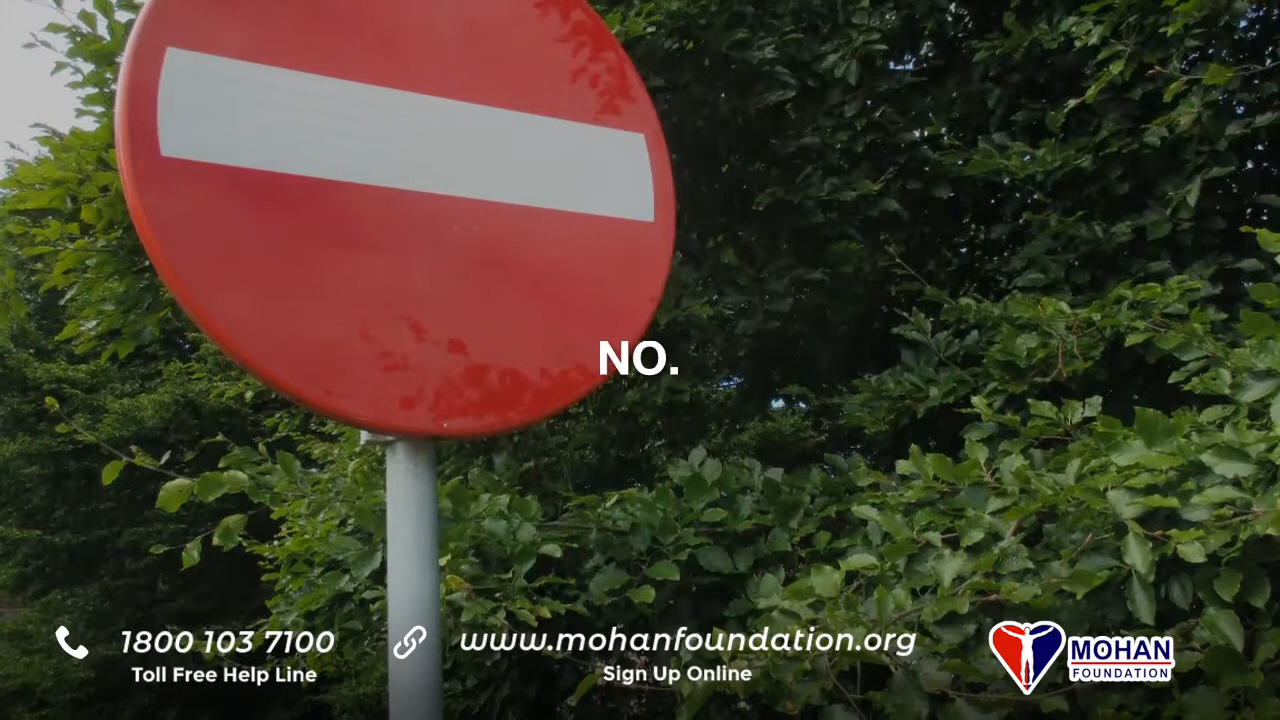 NO.
1800 103 7100
Toll Free Help Line
www.mohanfoundation.org
Sign Up Online
MOHAN
FOUNDATION